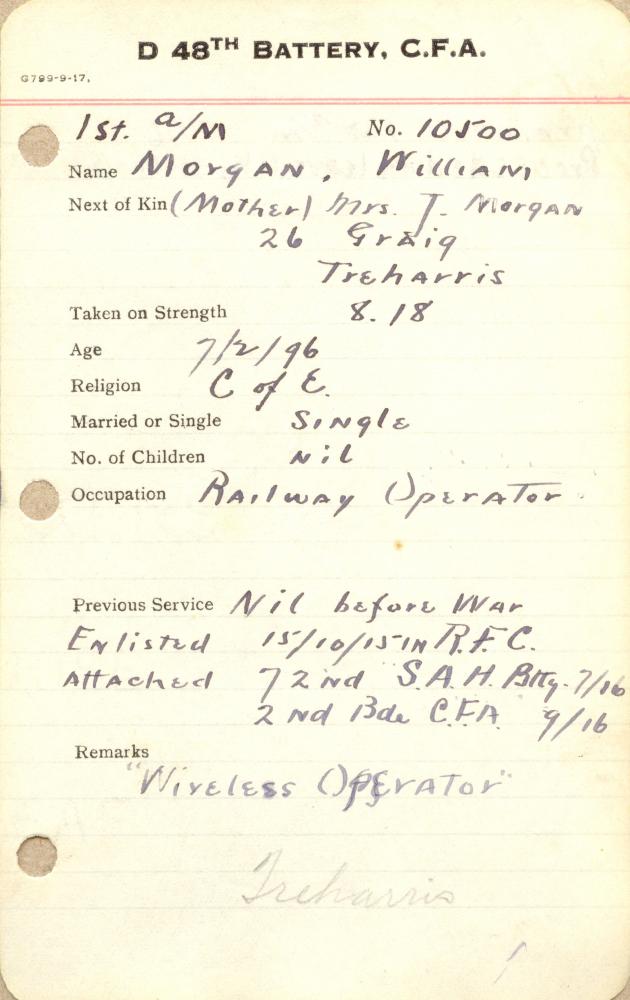 D 48TH BATTERY, C.F.A.
G799-9-17.
1st. a/M No. 10500
Name Morgan, William
Next of Kin (Mother) Mrs. J. Morgan
26 Graig
Treharris
Taken on Strength 8.18
Age 7/2/96
Religion C of E.
Married or Single Single
No. of Children Nil
Occupation Railway Operator
Previous Service Nil before War
Enlisted 15/10/15 in R.F.C.
Attached 72nd S.A.H. Btty. 7/16
2nd Bde C.F.A. 9/16
Remarks
"Wireless Operator"
Treharris